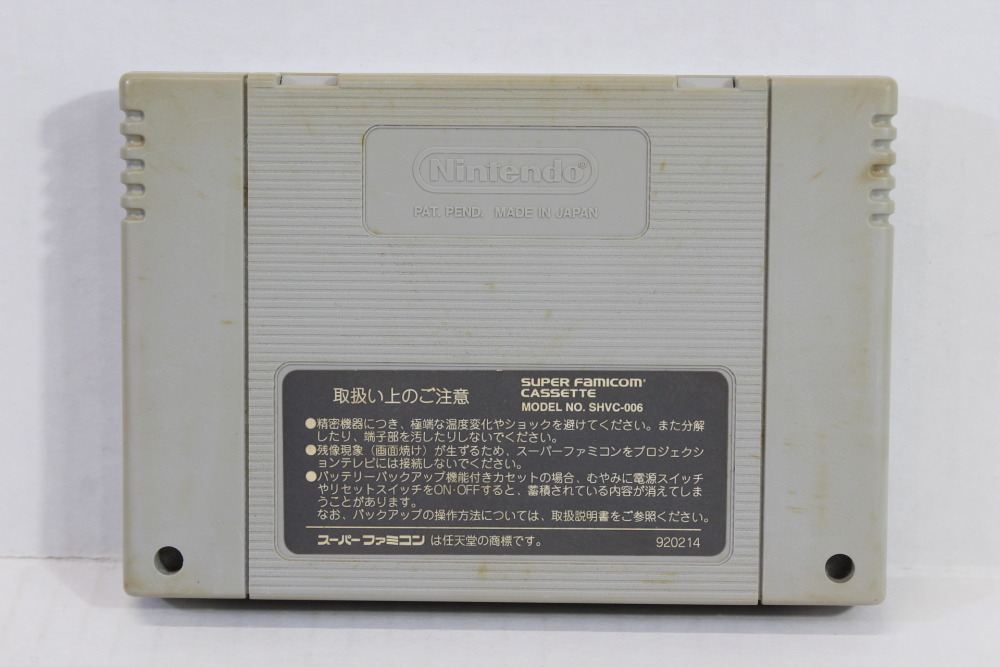 Nintendo®
PAT. PEND. MADE IN JAPAN
取扱い上のご注意
SUPER FAMICOM®
CASSETTE
MODEL NO. SHVC-006
●精密機器につき、極端な温度変化やショックを避けてください。また分解
したり、端子部を汚したりしないでください。
●残像現象（画面焼け）が生ずるため、スーパーファミコンをプロジェクシ
ョンテレビには接続しないでください。
●バッテリーバックアップ機能付きカセットの場合、むやみに電源スイッチ
やリセットスイッチをON・OFFすると、蓄積されている内容が消えてしま
うことがあります。
なお、バックアップの操作方法については、取扱説明書をご参照ください。
スーパーファミコンは任天堂の商標です。
920214